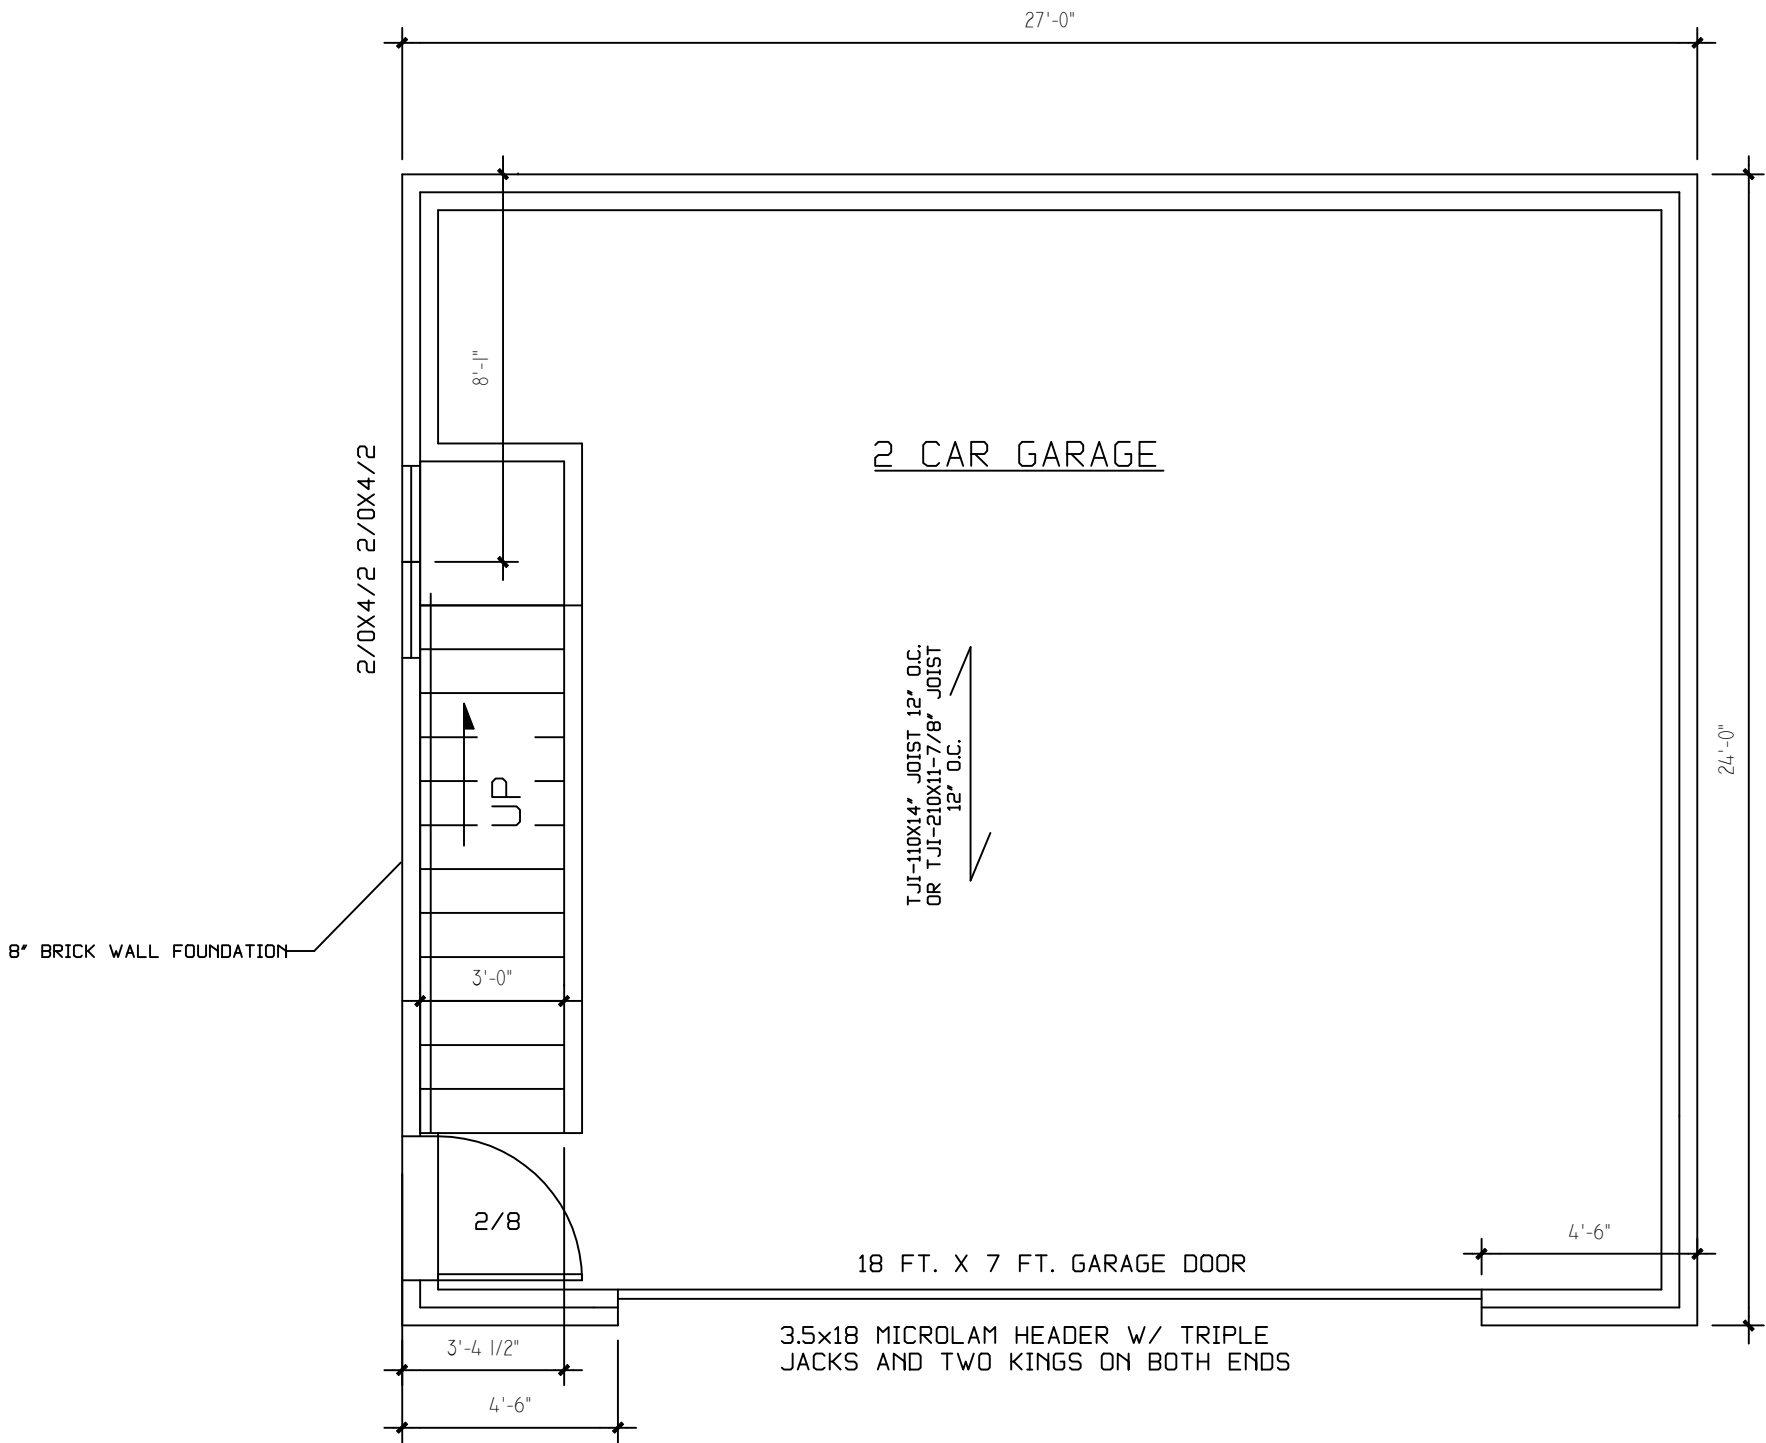 27'-0"
8'-1"
2/0X4/2 2/0X4/2
2 CAR GARAGE
TJI-110X14" JOIST 12" O.C.
OR TJI-210X11-7/8" JOIST
12" O.C.
24'-0"
UP
8" BRICK WALL FOUNDATION
3'-0"
2/8
4'-6"
18 FT. X 7 FT. GARAGE DOOR
3.5x18 MICROLAM HEADER W/ TRIPLE
JACKS AND TWO KINGS ON BOTH ENDS
3'-4 1/2"
4'-6"